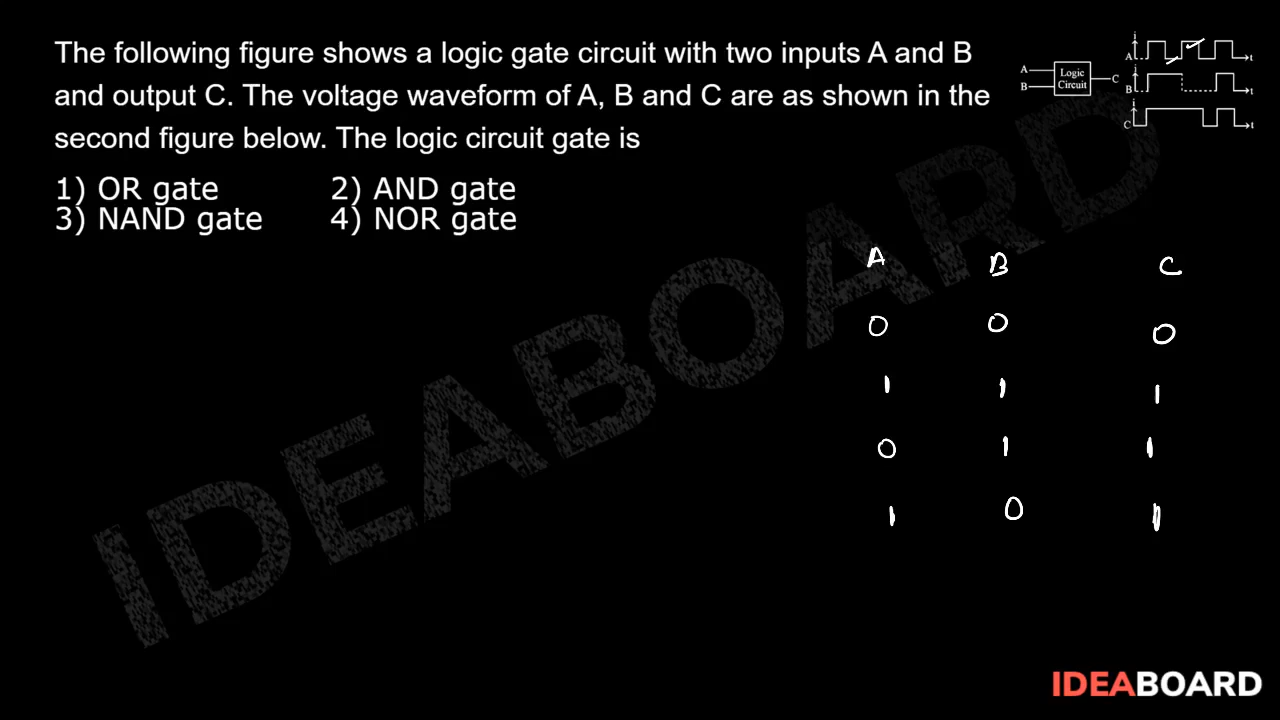 The following figure shows a logic gate circuit with two inputs A and B
and output C. The voltage waveform of A, B and C are as shown in the
second figure below. The logic circuit gate is
1) OR gate 2) AND gate
3) NAND gate 4) NOR gate
A
B
Logic
Circuit
C
i
A
t
i
B
t
i
C
t
A B C
0 0 0
1 1 1
0 1 1
1 0 1
IDEABOARD
IDEABOARD